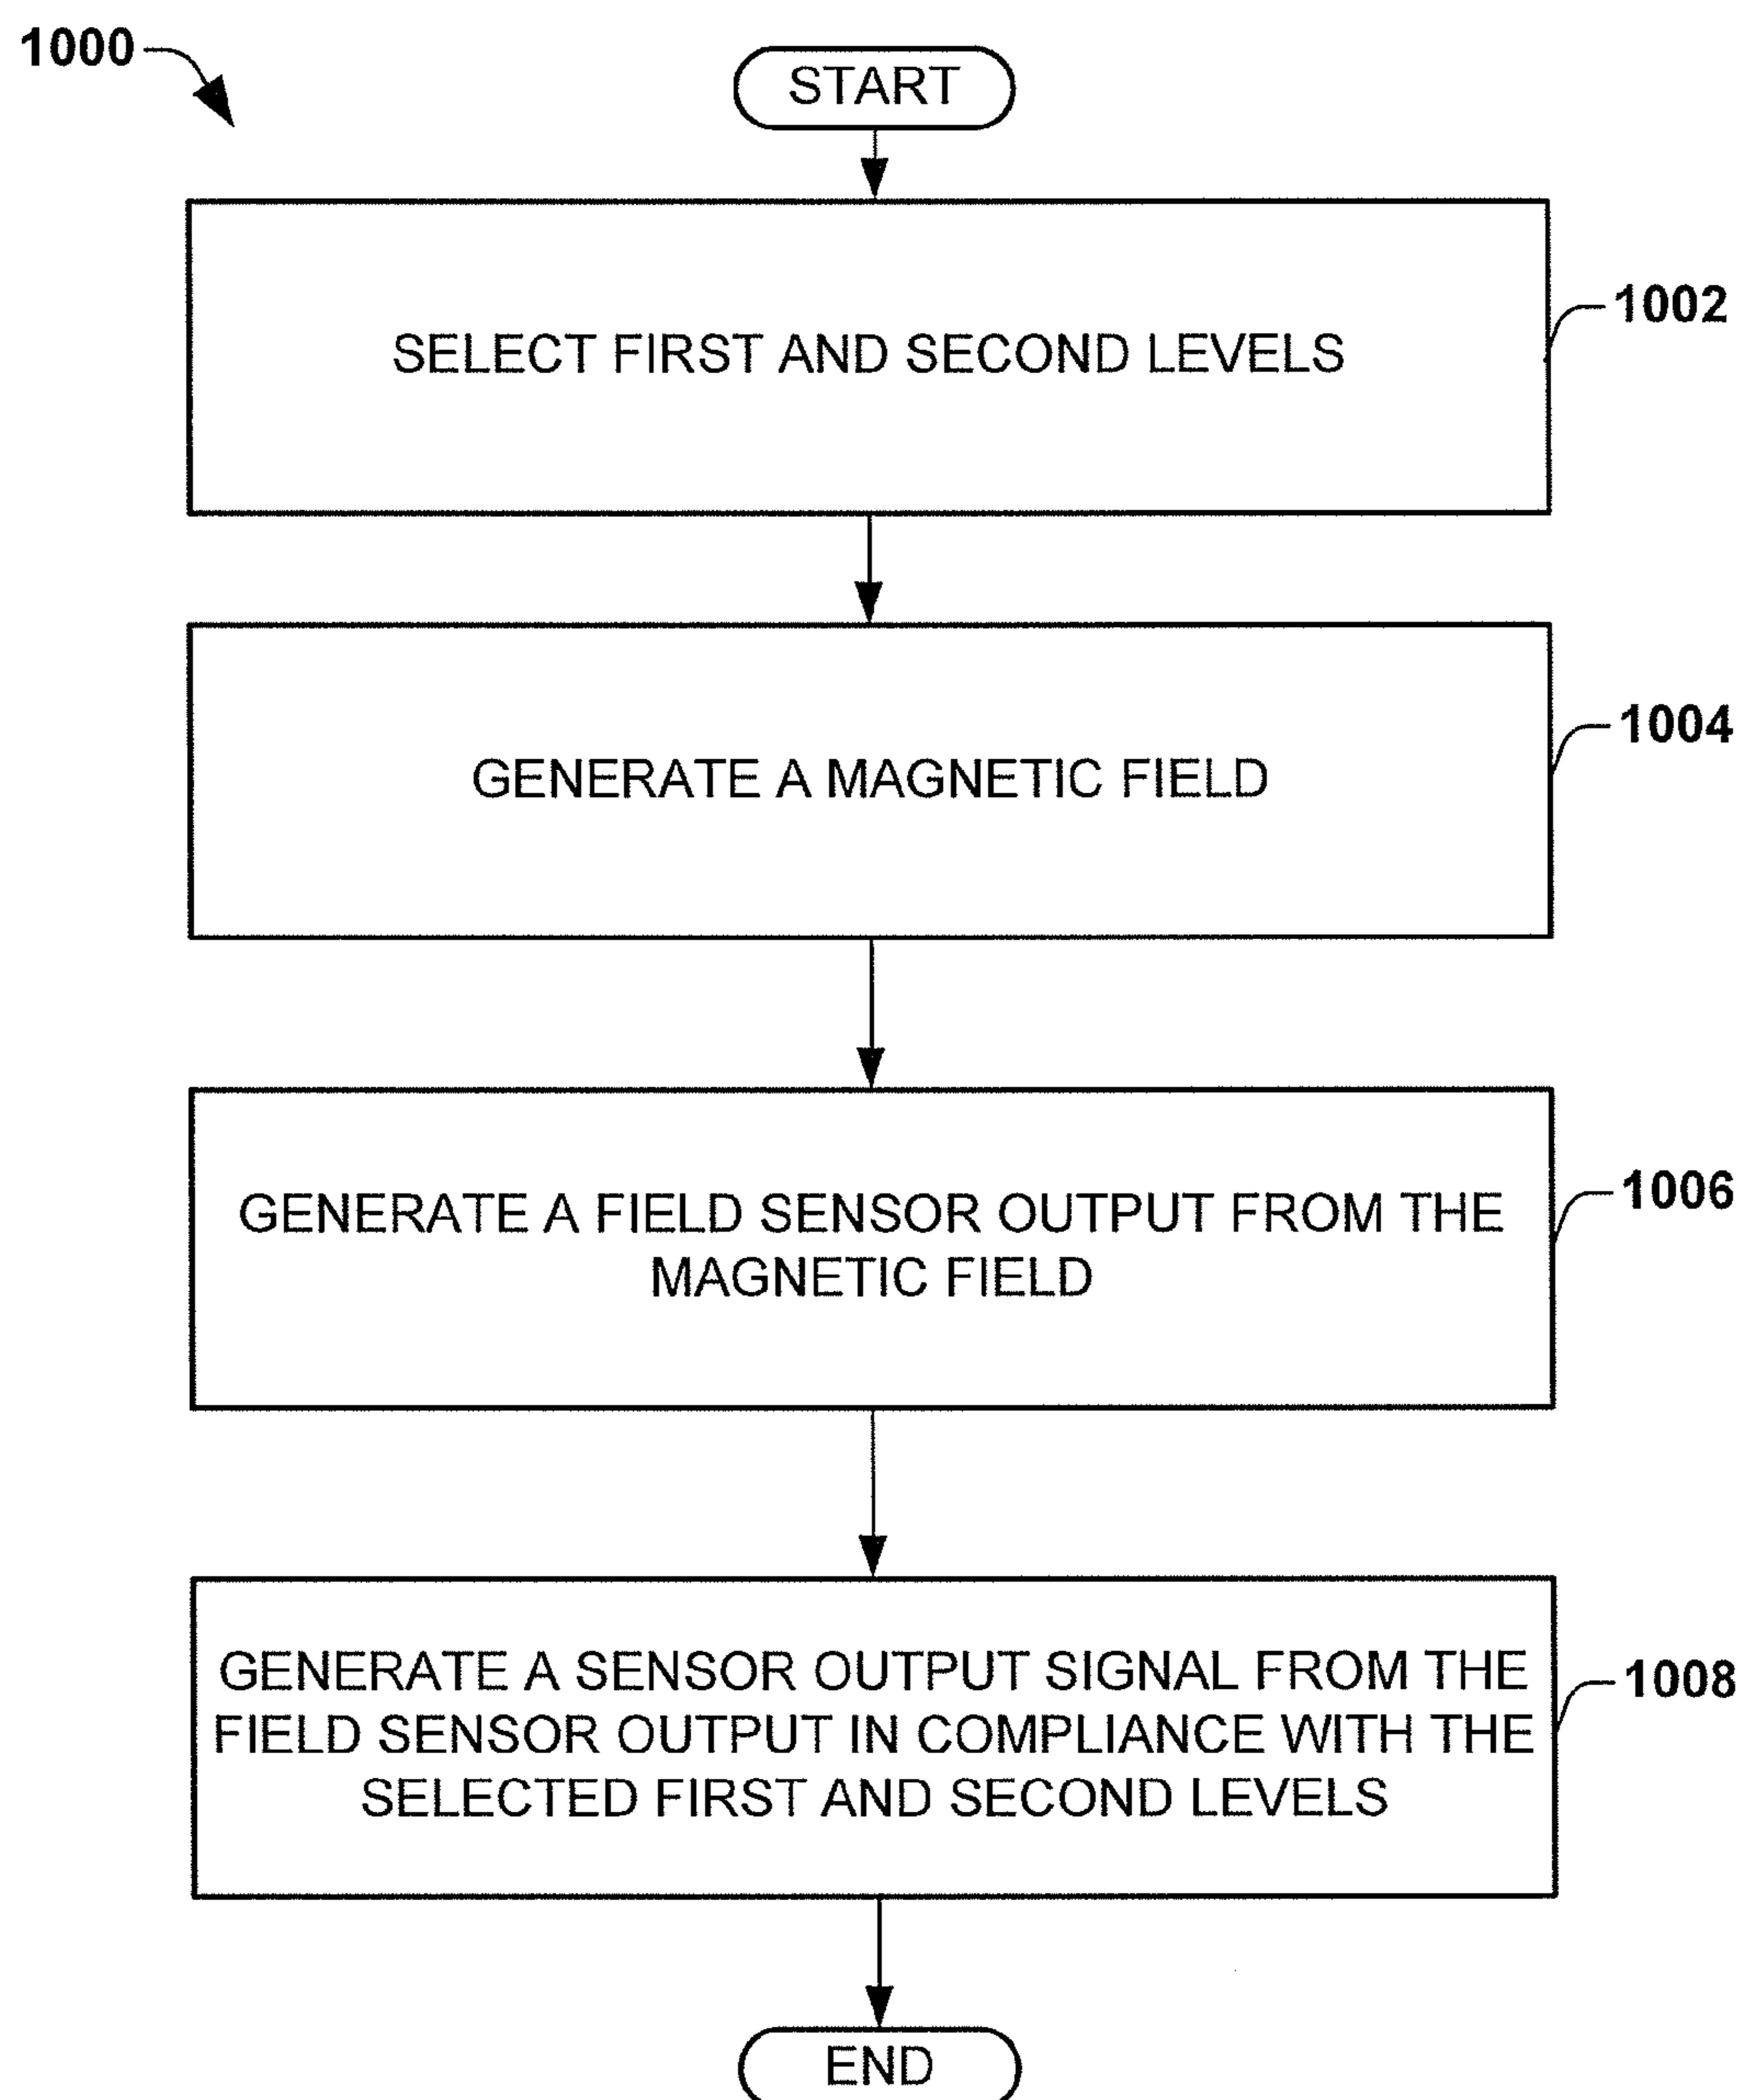 1000
START
SELECT FIRST AND SECOND LEVELS
1002
GENERATE A MAGNETIC FIELD
1004
GENERATE A FIELD SENSOR OUTPUT FROM THE
MAGNETIC FIELD
1006
GENERATE A SENSOR OUTPUT SIGNAL FROM THE
FIELD SENSOR OUTPUT IN COMPLIANCE WITH THE
SELECTED FIRST AND SECOND LEVELS
1008
END